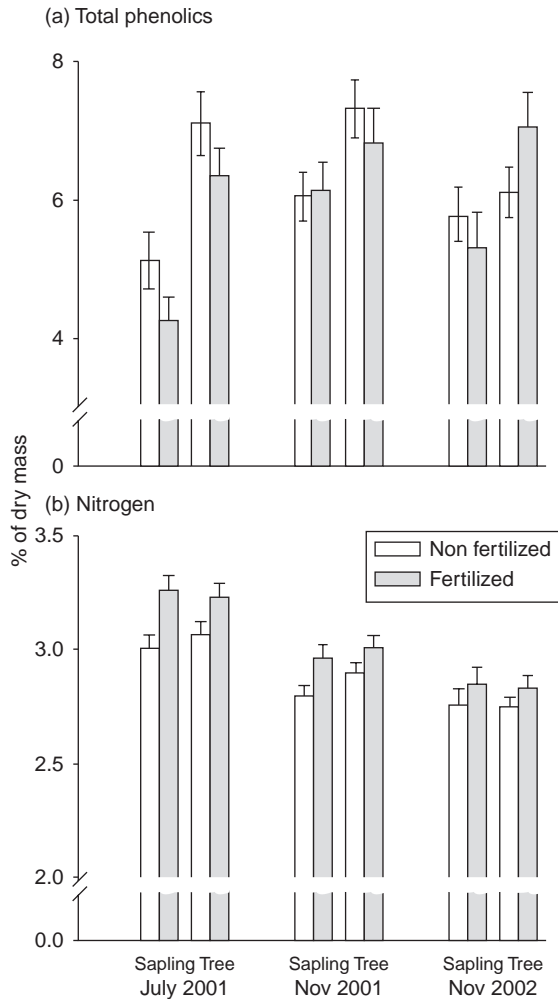 (a) Total phenolics
8
6
4
0
% of dry mass
(b) Nitrogen
3.5
Non fertilized
Fertilized
3.0
2.5
2.0
0.0
Sapling Tree Sapling Tree Sapling Tree
July 2001 Nov 2001 Nov 2002